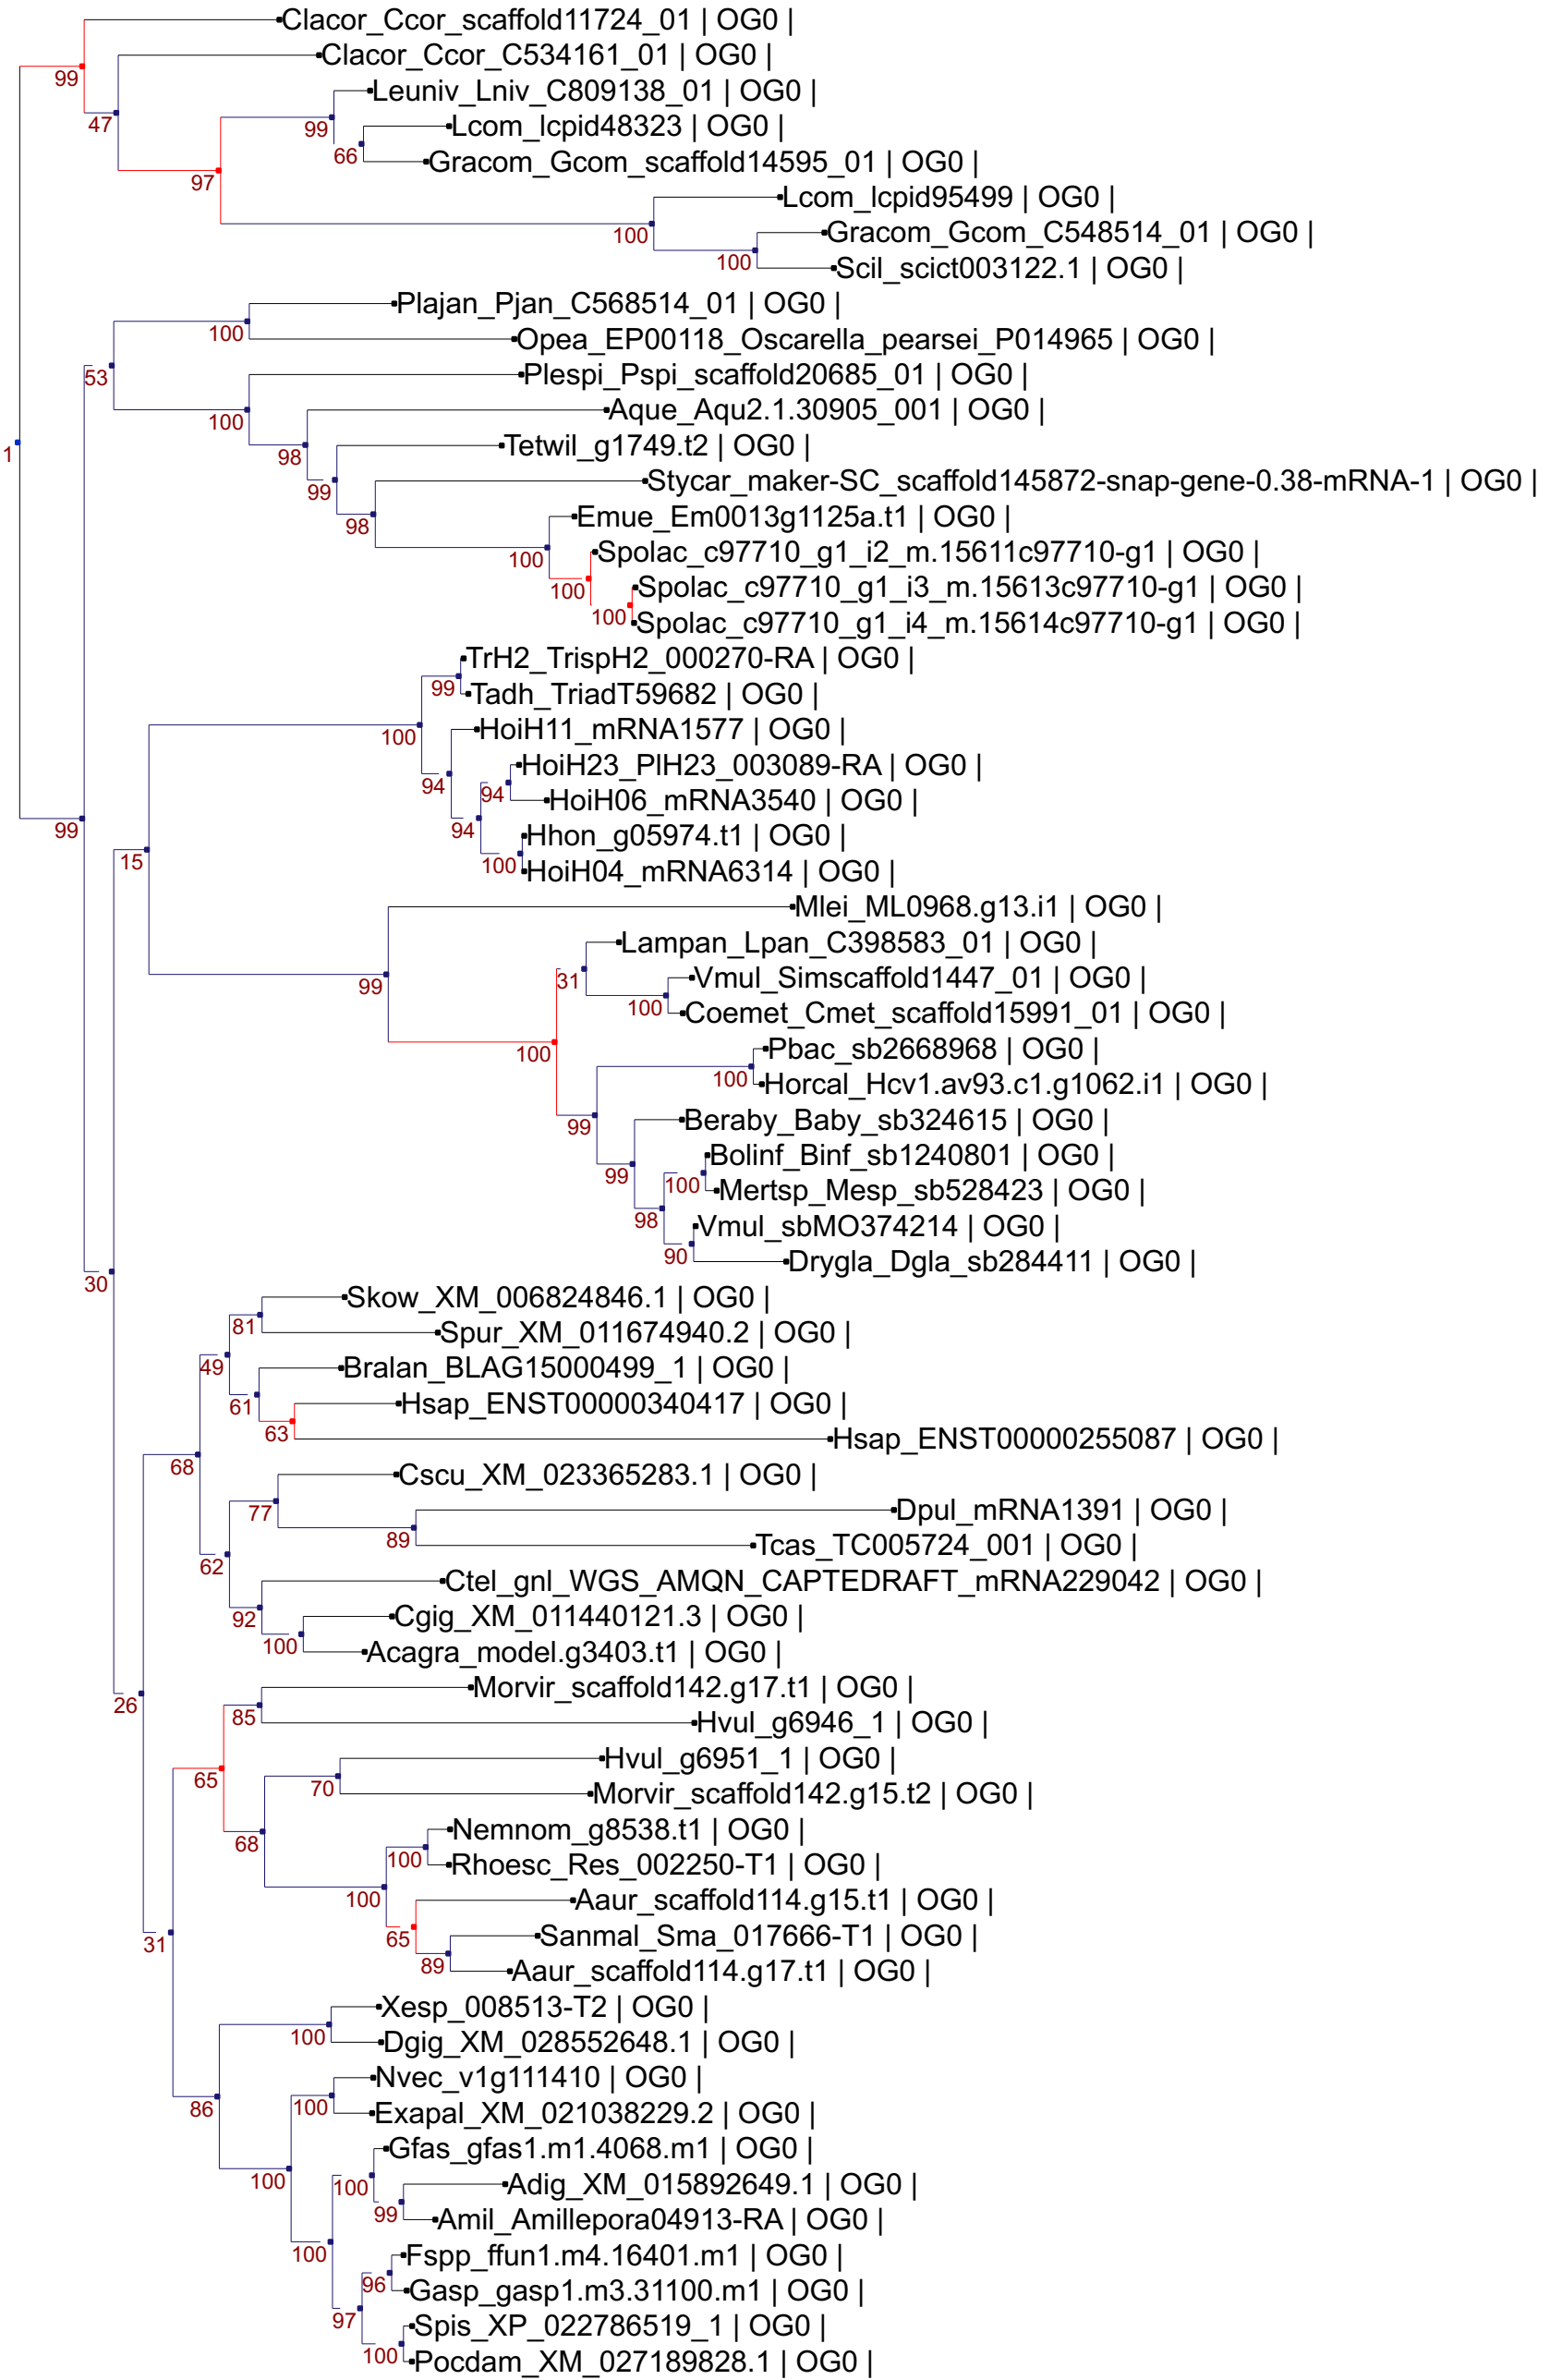 Clacor_Ccor_scaffold11724_01 | OG0 |
Clacor_Ccor_C534161_01 | OG0 |
99
Leuniv_Lniv_C809138_01 | OG0 |
47
99
Lcom_lcpid48323 | OG0 |
66
Gracom_Gcom_scaffold14595_01 | OG0 |
97
Lcom_lcpid95499 | OG0 |
100
Gracom_Gcom_C548514_01 | OG0 |
100
Scil_scict003122.1 | OG0 |
Plajan_Pjan_C568514_01 | OG0 |
100
Opea_EP00118_Oscarella_pearsei_P014965 | OG0 |
53
Plespi_Pspi_scaffold20685_01 | OG0 |
Aque_Aqu2.1.30905_001 | OG0 |
100
Tetwil_g1749.t2 | OG0 |
1
98
Stycar_maker-SC_scaffold145872-snap-gene-0.38-mRNA-1 | OG0 |
99
Emue_Em0013g1125a.t1 | OG0 |
98
Spolac_c97710_g1_i2_m.15611c97710-g1 | OG0 |
100
Spolac_c97710_g1_i3_m.15613c97710-g1 | OG0 |
100
100
Spolac_c97710_g1_i4_m.15614c97710-g1 | OG0 |
TrH2_TrispH2_000270-RA | OG0 |
99
Tadh_TriadT59682 | OG0 |
HoiH11_mRNA1577 | OG0 |
100
HoiH23_PlH23_003089-RA | OG0 |
94
94
HoiH06_mRNA3540 | OG0 |
99
94
Hhon_g05974.t1 | OG0 |
15
100
HoiH04_mRNA6314 | OG0 |
Mlei_ML0968.g13.i1 | OG0 |
Lampan_Lpan_C398583_01 | OG0 |
31
Vmul_Simscaffold1447_01 | OG0 |
99
100
Coemet_Cmet_scaffold15991_01 | OG0 |
100
Pbac_sb2668968 | OG0 |
100
Horcal_Hcv1.av93.c1.g1062.i1 | OG0 |
99
Beraby_Baby_sb324615 | OG0 |
Bolinf_Binf_sb1240801 | OG0 |
99
100
Mertsp_Mesp_sb528423 | OG0 |
98
Vmul_sbMO374214 | OG0 |
90
Drygla_Dgla_sb284411 | OG0 |
30
Skow_XM_006824846.1 | OG0 |
81
Spur_XM_011674940.2 | OG0 |
49
Bralan_BLAG15000499_1 | OG0 |
61
Hsap_ENST00000340417 | OG0 |
63
Hsap_ENST00000255087 | OG0 |
68
Cscu_XM_023365283.1 | OG0 |
77
Dpul_mRNA1391 | OG0 |
89
Tcas_TC005724_001 | OG0 |
62
Ctel_gnl_WGS_AMQN_CAPTEDRAFT_mRNA229042 | OG0 |
92
Cgig_XM_011440121.3 | OG0 |
100
Acagra_model.g3403.t1 | OG0 |
26
Morvir_scaffold142.g17.t1 | OG0 |
85
Hvul_g6946_1 | OG0 |
Hvul_g6951_1 | OG0 |
65
70
Morvir_scaffold142.g15.t2 | OG0 |
68
Nemnom_g8538.t1 | OG0 |
100
Rhoesc_Res_002250-T1 | OG0 |
100
Aaur_scaffold114.g15.t1 | OG0 |
65
Sanmal_Sma_017666-T1 | OG0 |
31
89
Aaur_scaffold114.g17.t1 | OG0 |
Xesp_008513-T2 | OG0 |
100
Dgig_XM_028552648.1 | OG0 |
Nvec_v1g111410 | OG0 |
86
100
Exapal_XM_021038229.2 | OG0 |
Gfas_gfas1.m1.4068.m1 | OG0 |
100
100
Adig_XM_015892649.1 | OG0 |
99
Amil_Amillepora04913-RA | OG0 |
100
Fspp_ffun1.m4.16401.m1 | OG0 |
96
Gasp_gasp1.m3.31100.m1 | OG0 |
97
Spis_XP_022786519_1 | OG0 |
100
Pocdam_XM_027189828.1 | OG0 |